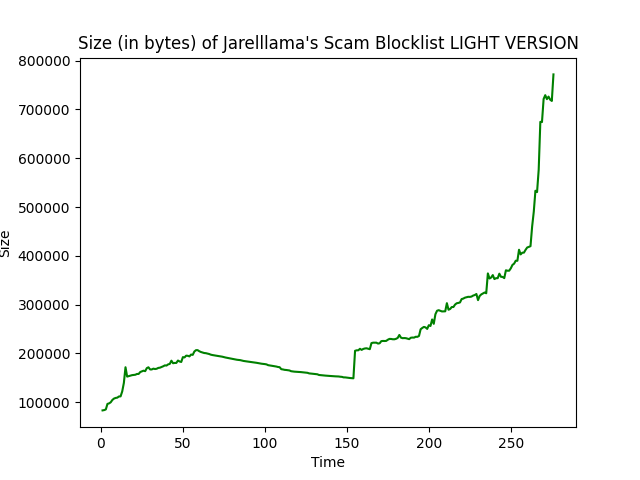 Size (in bytes) of Jarelllama's Scam Blocklist LIGHT VERSION
800000
700000
600000
500000
400000
300000
200000
100000
Size
0 50 100 150 200 250
Time